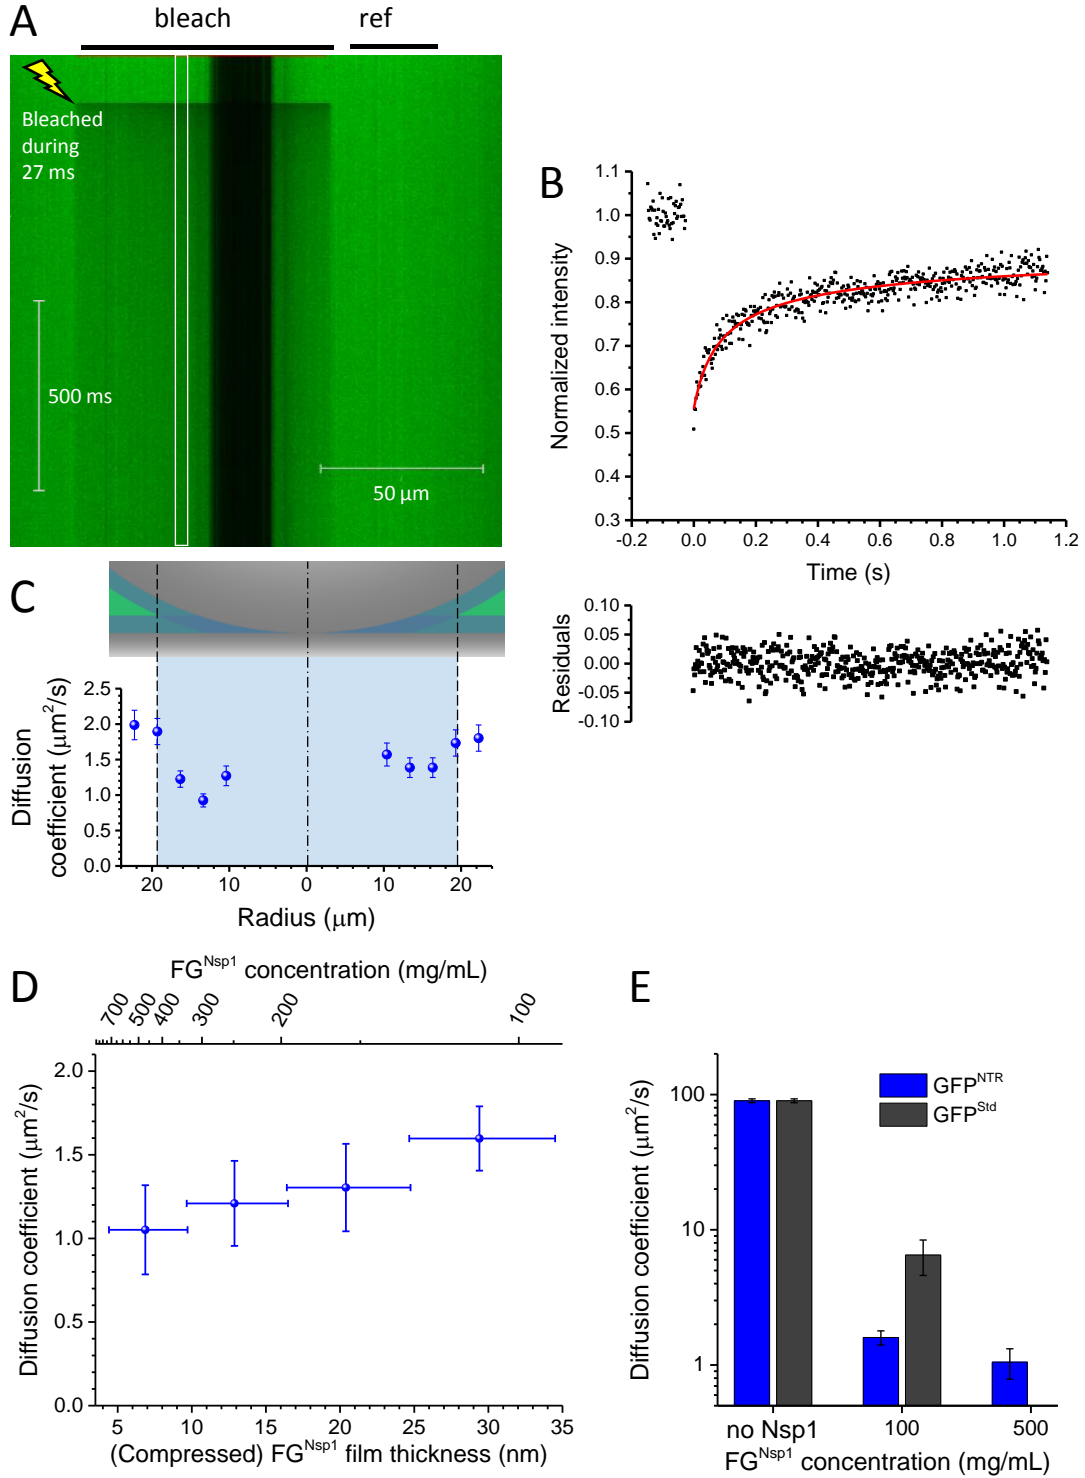 A
bleach
ref
Bleached
during
27 ms
500 ms
50 µm
B
1.1
1.0
0.9
0.8
0.7
0.6
0.5
0.4
0.3
Normalized intensity
-0.2 0.0 0.2 0.4 0.6 0.8 1.0 1.2
Time (s)
0.10
0.05
0.00
-0.05
-0.10
Residuals
C
2.5
2.0
1.5
1.0
0.5
0.0
Diffusion
coefficient (µm²/s)
20 10 0 10 20
Radius (µm)
D
FG^Nsp1 concentration (mg/mL)
700 500 400 300 200 100
2.0
1.5
1.0
0.5
0.0
Diffusion coefficient (µm²/s)
5 10 15 20 25 30 35
(Compressed) FG^Nsp1 film thickness (nm)
E
GFP^NTR
GFP^Std
100
10
1
Diffusion coefficient (µm²/s)
no Nsp1 100 500
FG^Nsp1 concentration (mg/mL)